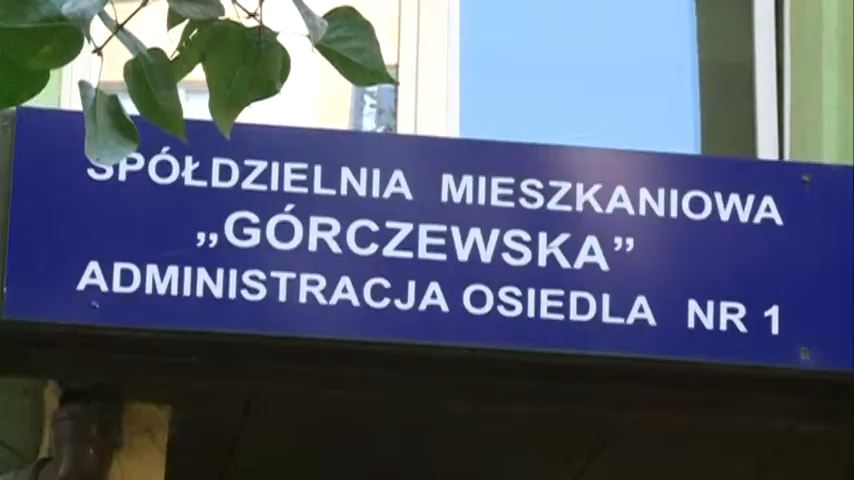 SPÓŁDZIELNIA MIESZKANIOWA
„GÓRCZEWSKA”
ADMINISTRACJA OSIEDLA NR 1